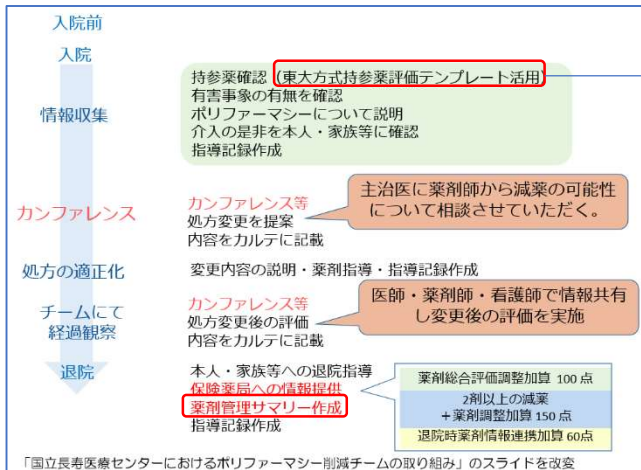 入院前
入院
情報収集
持参薬確認（東大方式持参薬評価テンプレート活用）
有害事象の有無を確認
ポリファーマシーについて説明
介入の是非を本人・家族等に確認
指導記録作成
カンファレンス
カンファレンス等
処方変更を提案
内容をカルテに記載
主治医に薬剤師から減薬の可能性
について相談させていただく。
処方の適正化
変更内容の説明・薬剤指導・指導記録作成
チームにて
経過観察
カンファレンス等
処方変更後の評価
内容をカルテに記載
医師・薬剤師・看護師で情報共有
し変更後の評価を実施
退院
本人・家族等への退院指導
保険薬局への情報提供
薬剤管理サマリー作成
指導記録作成
薬剤総合評価調整加算 100点
2剤以上の減薬
＋薬剤調整加算 150点
退院時薬剤情報連携加算 60点
「国立長寿医療センターにおけるポリファーマシー削減チームの取り組み」のスライドを改変